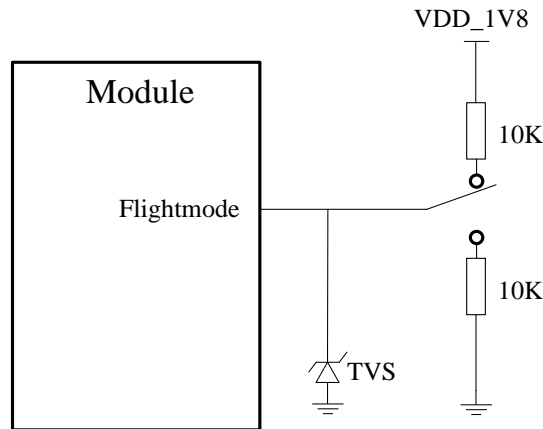 VDD_1V8
Module
10K
Flightmode
10K
TVS